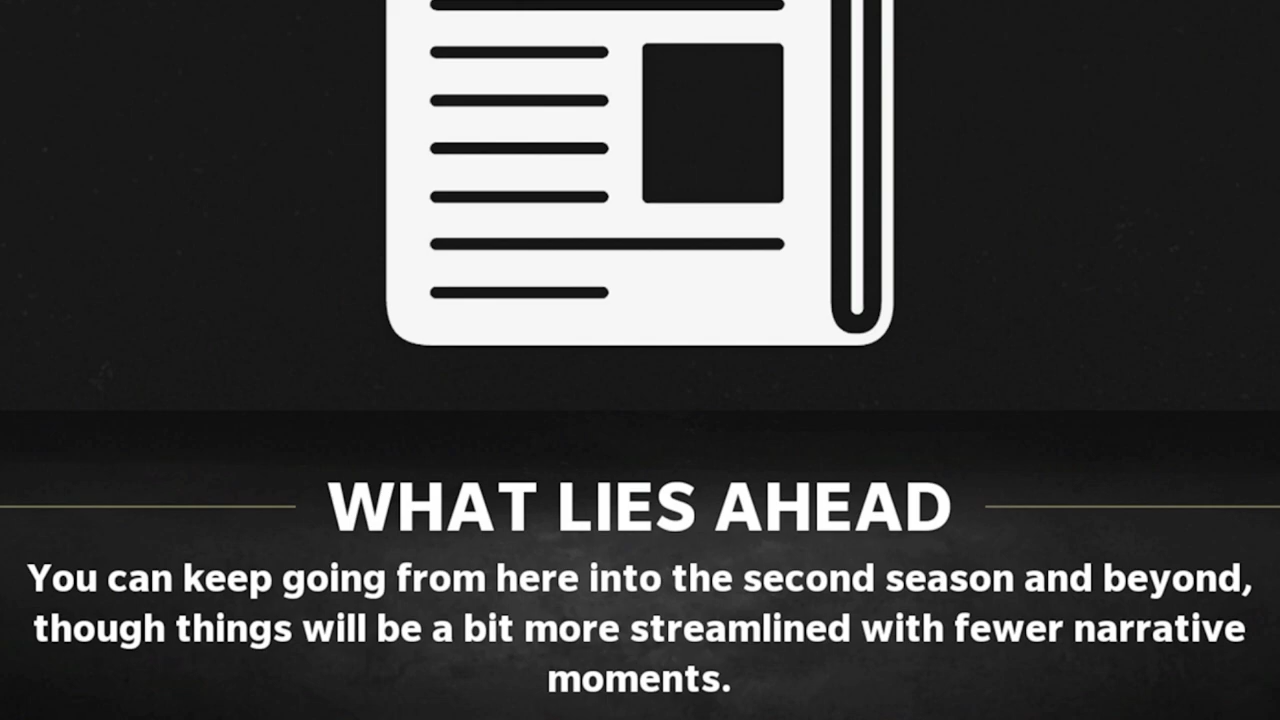 WHAT LIES AHEAD
You can keep going from here into the second season and beyond,
though things will be a bit more streamlined with fewer narrative
moments.